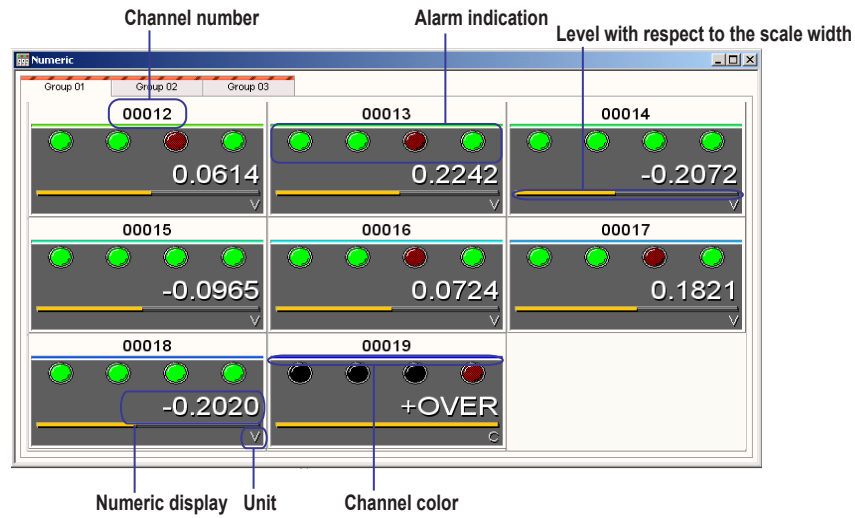 Channel number
Alarm indication
Level with respect to the scale width
Numeric
Group 01
Group 02
Group 03
00012
00013
00014
0.0614
0.2242
-0.2072
V
V
V
00015
00016
00017
-0.0965
0.0724
0.1821
V
V
V
00018
00019
-0.2020
+OVER
V
C
Numeric display
Unit
Channel color